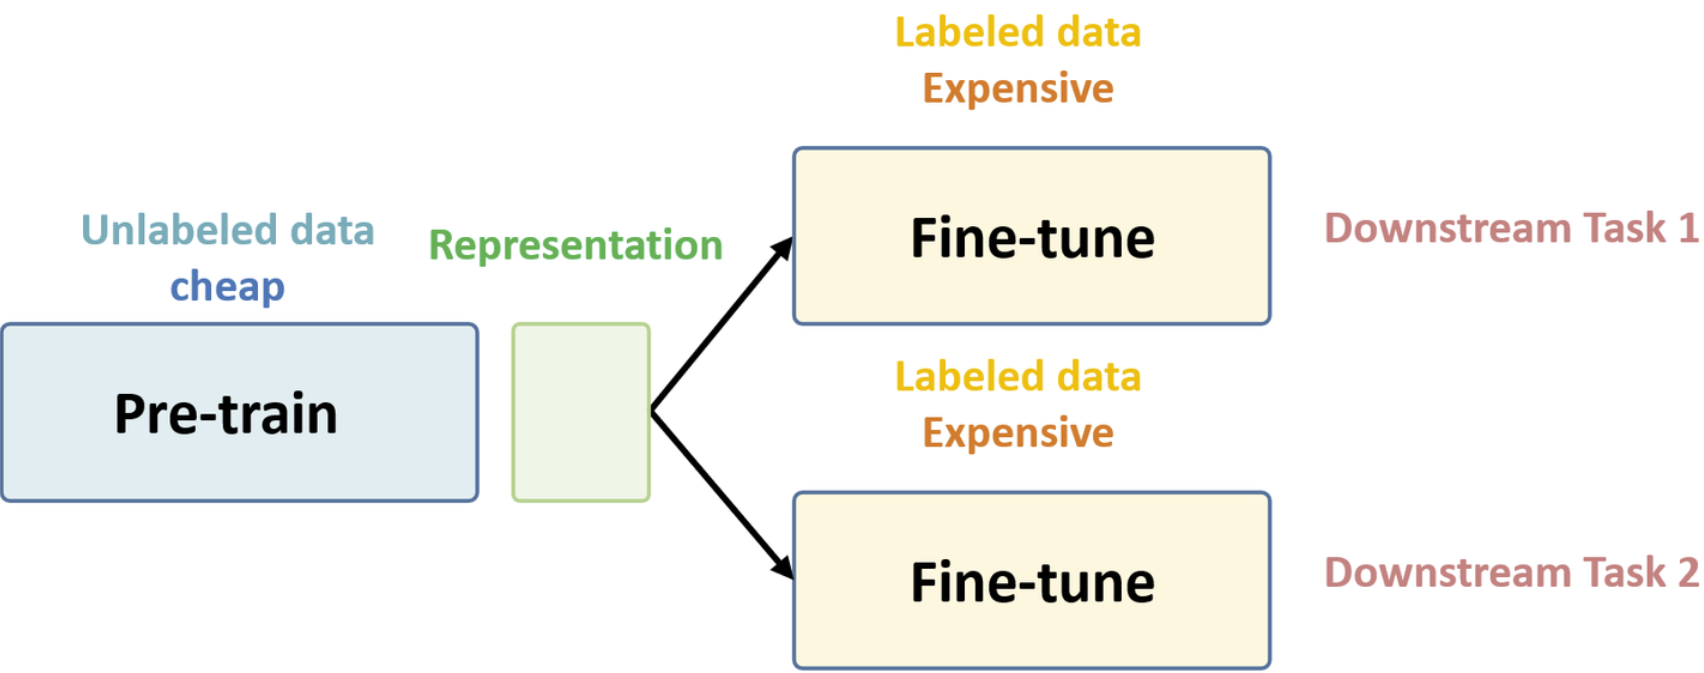 Unlabeled data
cheap
Pre-train
Representation
Labeled data
Expensive
Fine-tune
Downstream Task 1
Labeled data
Expensive
Fine-tune
Downstream Task 2